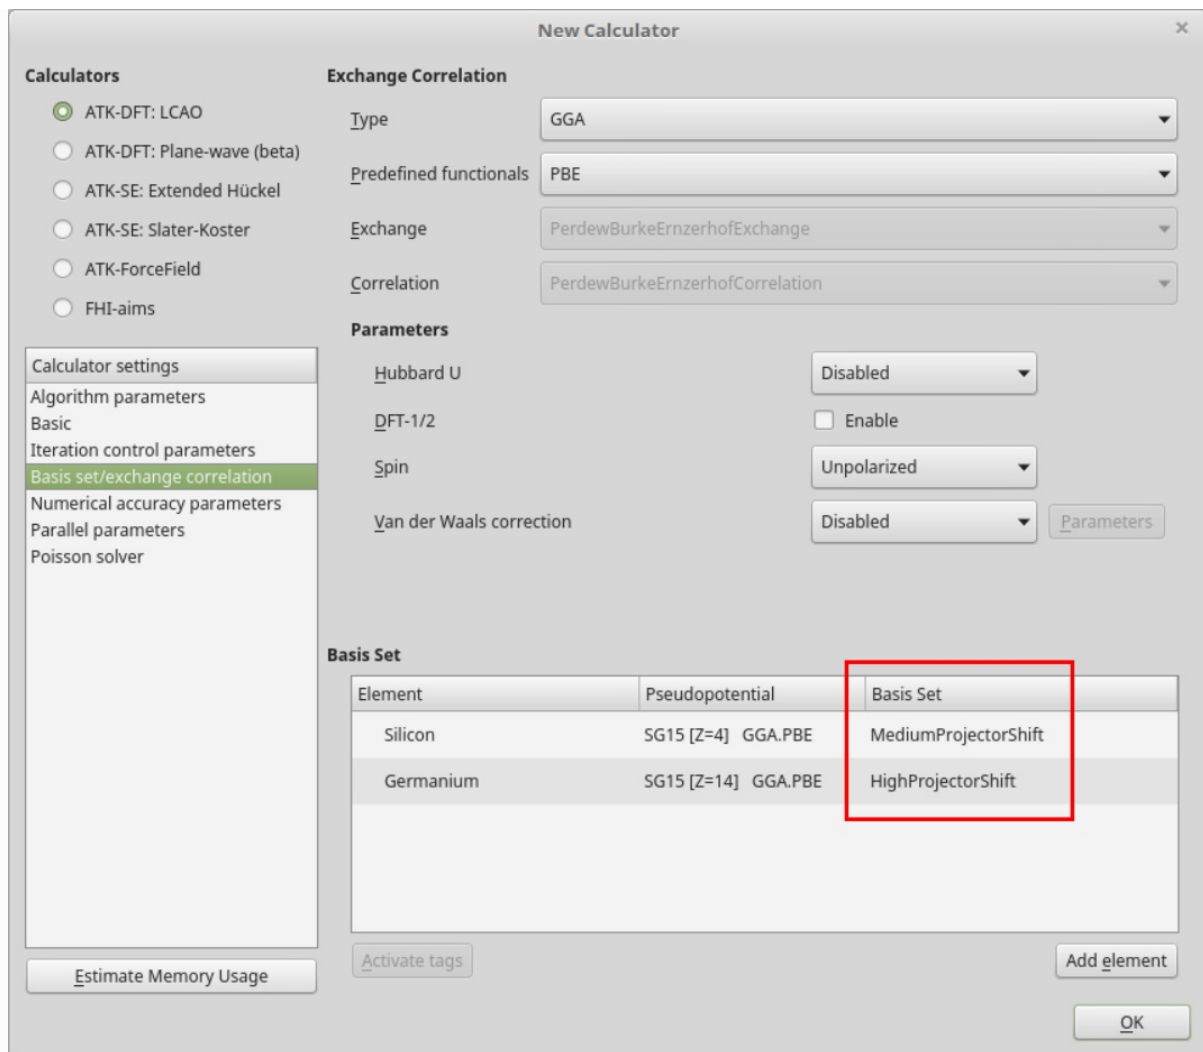 New Calculator
Calculators
ATK-DFT: LCAO
ATK-DFT: Plane-wave (beta)
ATK-SE: Extended Hückel
ATK-SE: Slater-Koster
ATK-ForceField
FHI-aims
Calculator settings
Algorithm parameters
Basic
Iteration control parameters
Basis set/exchange correlation
Numerical accuracy parameters
Parallel parameters
Poisson solver
Estimate Memory Usage
Exchange Correlation
Type GGA
Predefined functionals PBE
Exchange PerdewBurkeErnzerhofExchange
Correlation PerdewBurkeErnzerhofCorrelation
Parameters
Hubbard U Disabled
DFT-1/2 Enable
Spin Unpolarized
Van der Waals correction Disabled Parameters
Basis Set
Element Pseudopotential Basis Set
Silicon SG15 [Z=4] GGA.PBE MediumProjectorShift
Germanium SG15 [Z=14] GGA.PBE HighProjectorShift
Activate tags Add element
OK